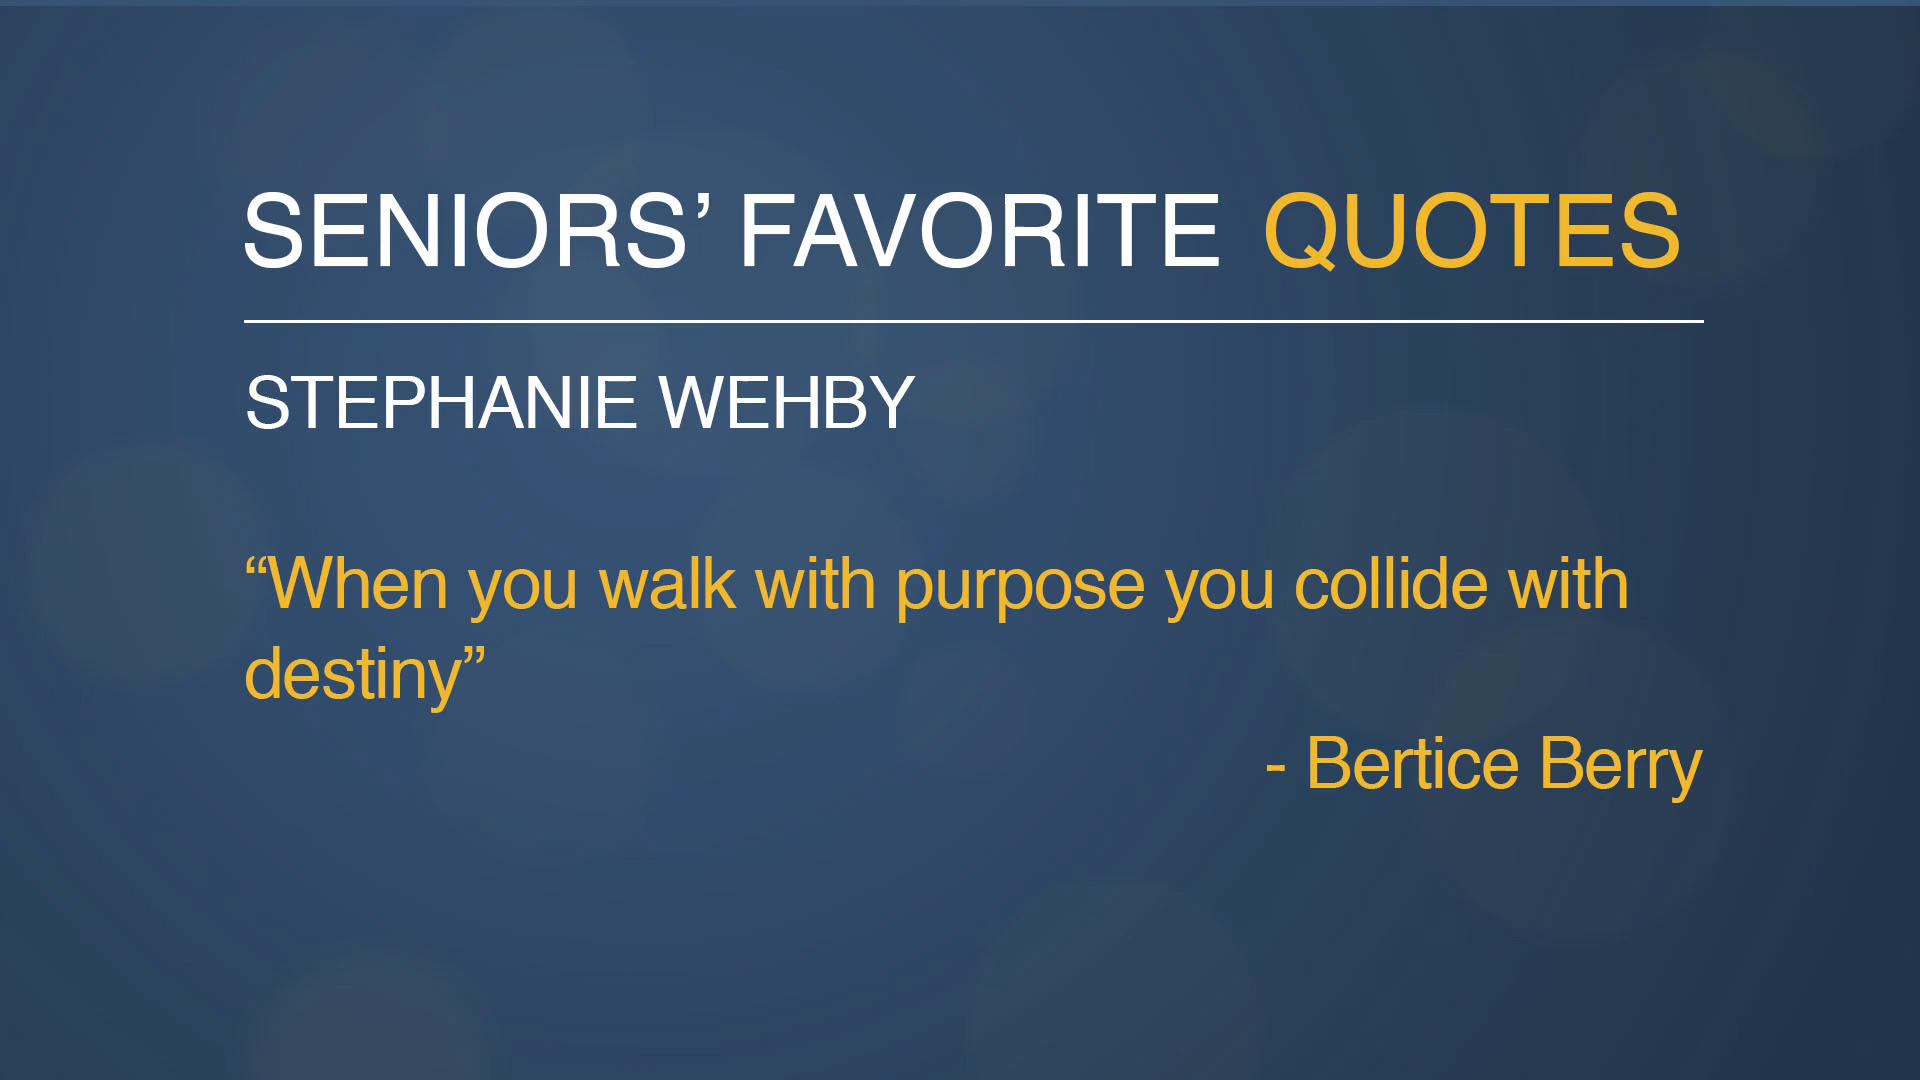 SENIORS’ FAVORITE QUOTES
STEPHANIE WEHBY
“When you walk with purpose you collide with
destiny”
- Bertice Berry